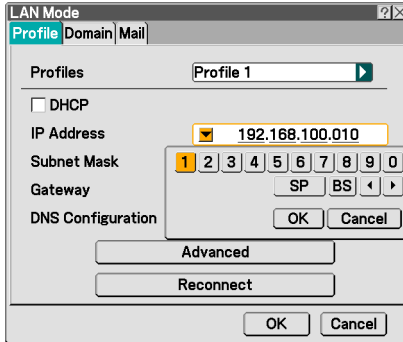 LAN Mode ?
Profile Domain Mail
Profiles Profile 1
DHCP
IP Address 192.168.100.010
Subnet Mask 1 2 3 4 5 6 7 8 9 0
Gateway SP BS
DNS Configuration OK Cancel
Advanced
Reconnect
OK Cancel